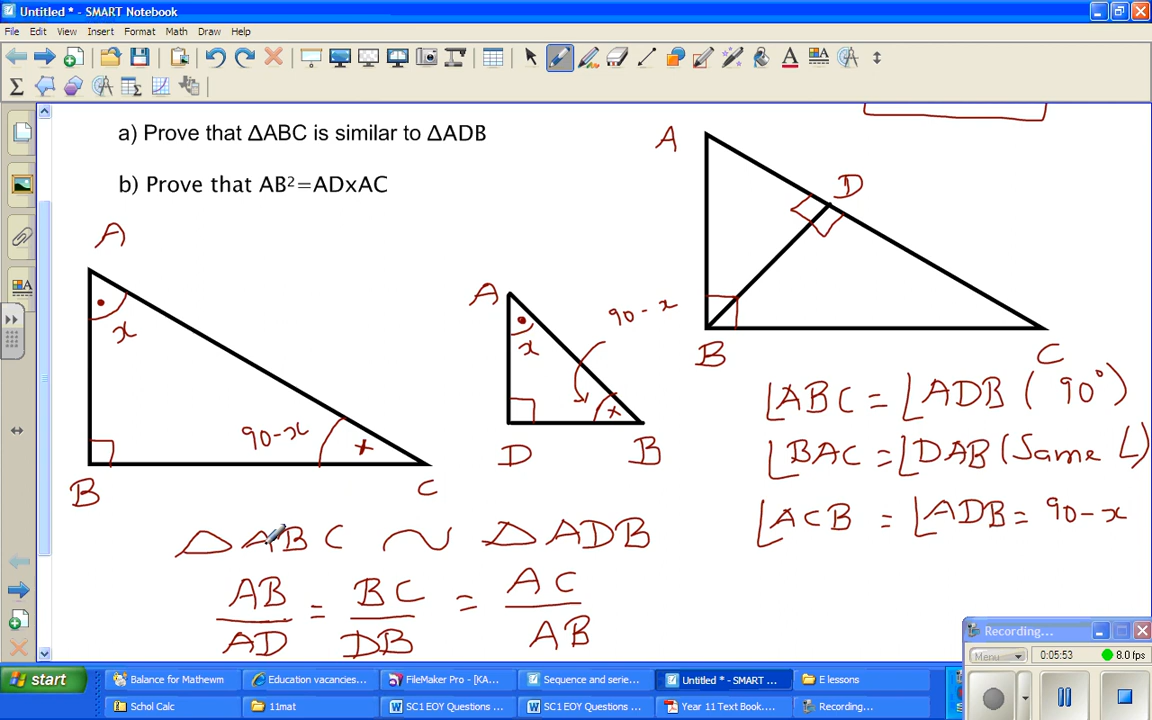 Untitled * - SMART Notebook
File Edit View Insert Format Math Draw Help
a) Prove that ΔABC is similar to ΔADB
b) Prove that AB²=ADxAC
A
D
B
C
A
x
90-x
x
B
C
A
x
90-x
x
D
B
∠ABC = ∠ADB (90°)
∠BAC = ∠DAB (Same ∠)
∠ACB = ∠ADB = 90-x
△ABC ~ △ADB
AB/AD = BC/DB = AC/AB
Recording...
Menu 0:05:53 8.0 fps
start
Balance for Mathewm
Education vacancies...
FileMaker Pro - [KA...
Sequence and serie...
Untitled * - SMART ...
E lessons
Schol Calc
11mat
SC1 EOY Questions ...
SC1 EOY Questions ...
Year 11 Text Book....
Recording...